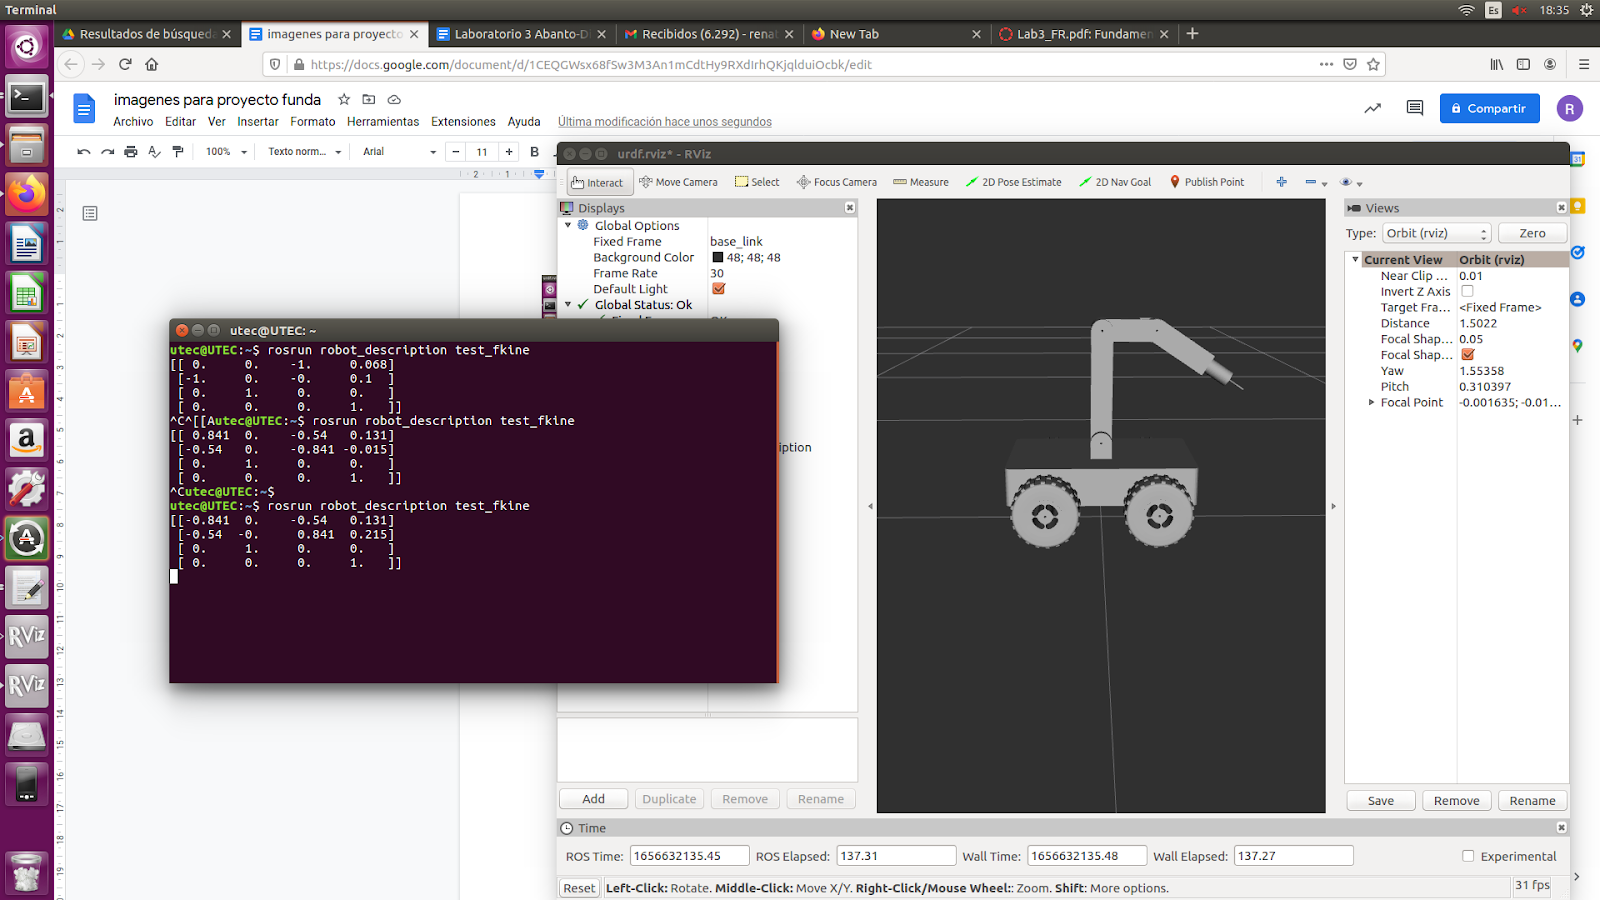 Terminal
Es
18:35
Resultados de búsqueda
imagenes para proyecto
Laboratorio 3 Abanto-Di
Recibidos (6.292) - renat
New Tab
Lab3_FR.pdf: Fundamen
https://docs.google.com/document/d/1CEQGWsx68fSw3M3An1mCdtHy9RXdIrhQKjqlduiOcbk/edit
imagenes para proyecto funda
Compartir
R
Archivo Editar Ver Insertar Formato Herramientas Extensiones Ayuda Última modificación hace unos segundos
100% Texto norm... Arial − 11 + B
urdf.rviz* - RViz
Interact Move Camera Select Focus Camera Measure 2D Pose Estimate 2D Nav Goal Publish Point
Displays
Global Options
Fixed Frame base_link
Background Color 48; 48; 48
Frame Rate 30
Default Light
Global Status: Ok
iption
Views
Type: Orbit (rviz) Zero
Current View Orbit (rviz)
Near Clip ... 0.01
Invert Z Axis
Target Fra... <Fixed Frame>
Distance 1.5022
Focal Shap... 0.05
Focal Shap...
Yaw 1.55358
Pitch 0.310397
Focal Point -0.001635; -0.01...
utec@UTEC: ~
utec@UTEC:~$ rosrun robot_description test_fkine
[[ 0. 0. -1. 0.068]
[-1. 0. -0. 0.1 ]
[ 0. 1. 0. 0. ]
[ 0. 0. 0. 1. ]]
^C^[[Autec@UTEC:~$ rosrun robot_description test_fkine
[[ 0.841 0. -0.54 0.131]
[-0.54 0. -0.841 -0.015]
[ 0. 1. 0. 0. ]
[ 0. 0. 0. 1. ]]
^Cutec@UTEC:~$
utec@UTEC:~$ rosrun robot_description test_fkine
[[-0.841 0. -0.54 0.131]
[-0.54 -0. 0.841 0.215]
[ 0. 1. 0. 0. ]
[ 0. 0. 0. 1. ]]
RViz
RViz
Add Duplicate Remove Rename
Save Remove Rename
Time
ROS Time: 1656632135.45 ROS Elapsed: 137.31 Wall Time: 1656632135.48 Wall Elapsed: 137.27 Experimental
Reset Left-Click: Rotate. Middle-Click: Move X/Y. Right-Click/Mouse Wheel:: Zoom. Shift: More options. 31 fps